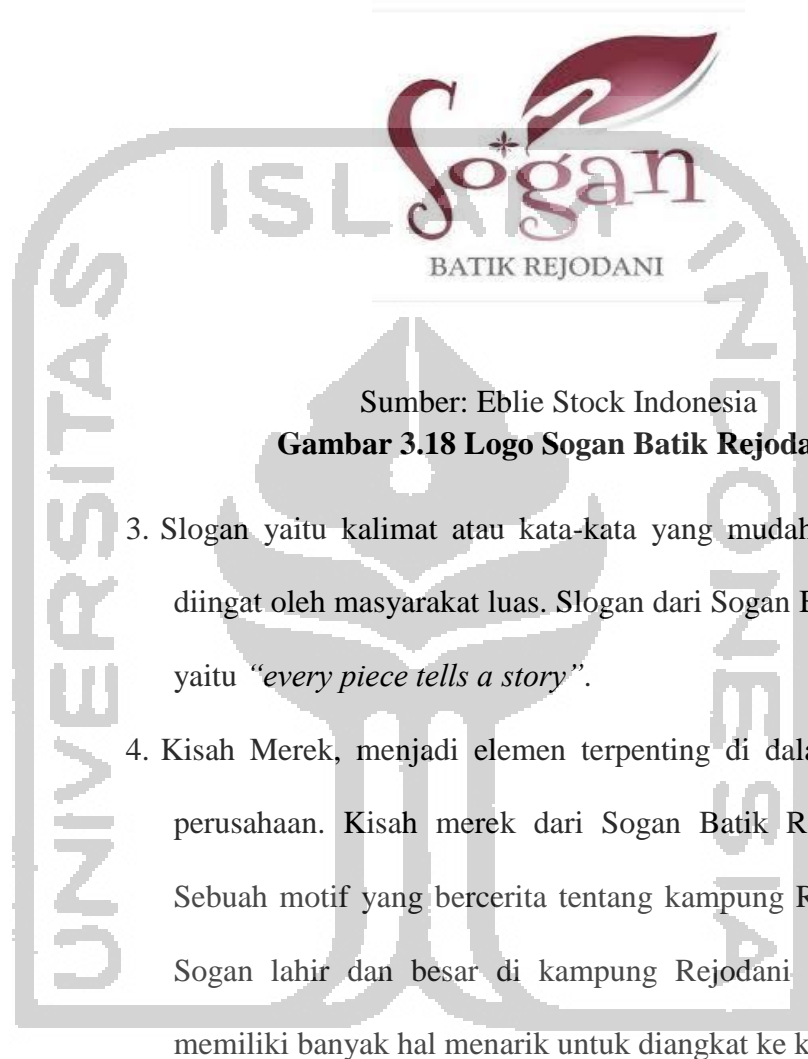 Sogan
BATIK REJODANI
UNIVERSITAS
ISLAM
INDONESIA
Sumber: Eblie Stock Indonesia
Gambar 3.18 Logo Sogan Batik
3. Slogan yaitu kalimat atau kata-kata yang mudah
diingat oleh masyarakat luas. Slogan dari Sogan
yaitu “every piece tells a story”.
4. Kisah Merek, menjadi elemen terpenting di
perusahaan. Kisah merek dari Sogan Batik
Sebuah motif yang bercerita tentang kampung
Sogan lahir dan besar di kampung Rejodani
memiliki banyak hal menarik untuk diangkat ke